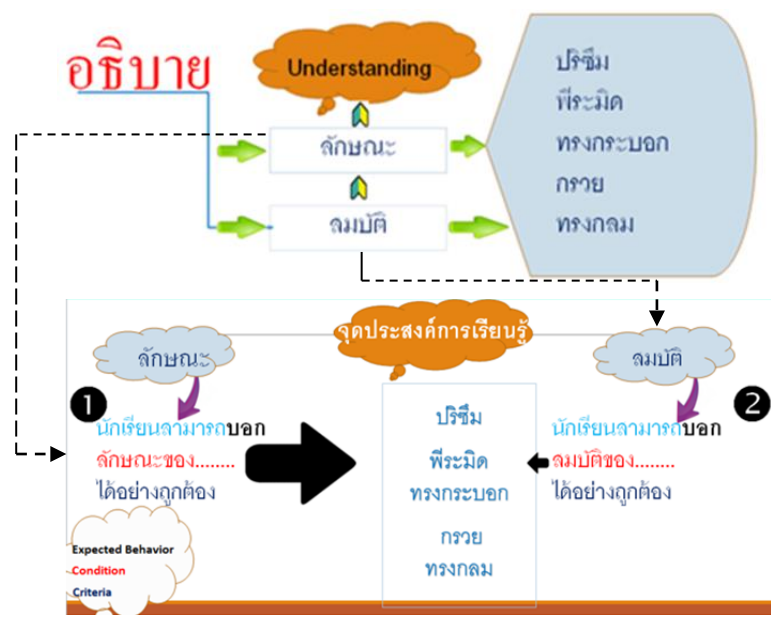 อธิบาย
Understanding
ลักษณะ
สมบัติ
ปริซึม
พีระมิด
ทรงกระบอก
กรวย
ทรงกลม
จุดประสงค์การเรียนรู้
ลักษณะ
สมบัติ
1
นักเรียนสามารถบอก
ลักษณะของ........
ได้อย่างถูกต้อง
ปริซึม
พีระมิด
ทรงกระบอก
กรวย
ทรงกลม
2
นักเรียนสามารถบอก
สมบัติของ........
ได้อย่างถูกต้อง
Expected Behavior
Condition
Criteria